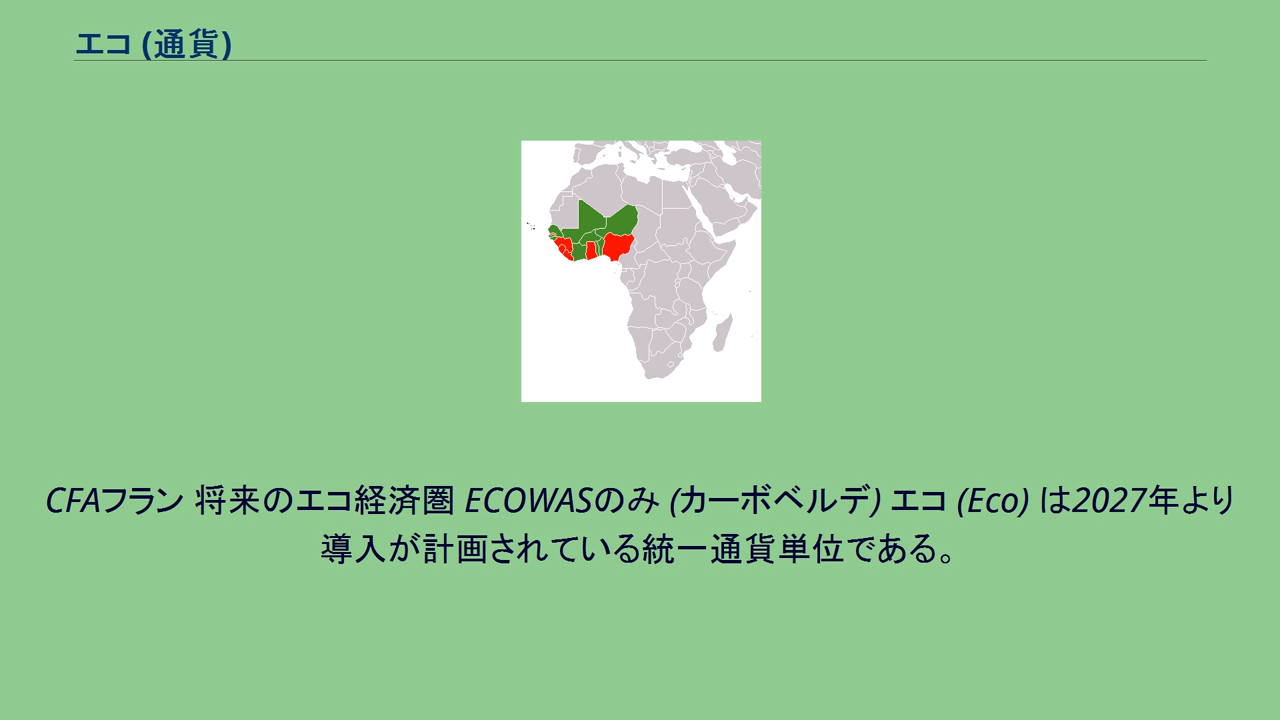 エコ (通貨)
CFAフラン 将来のエコ経済圏 ECOWASのみ (カーボベルデ) エコ (Eco) は2027年より
導入が計画されている統一通貨単位である。